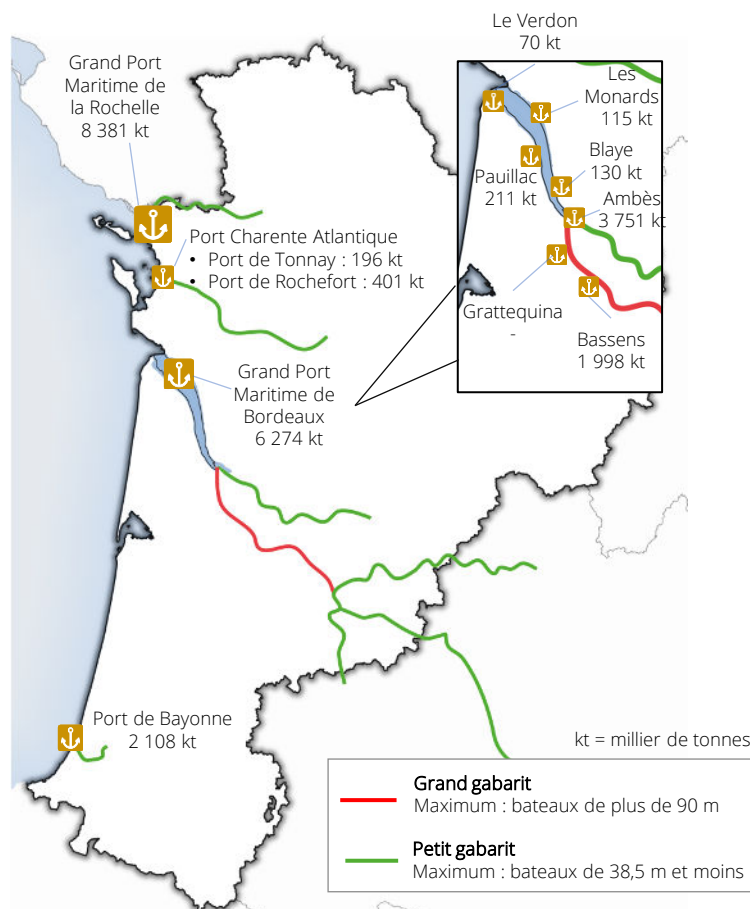 Le Verdon
70 kt
Grand Port
Maritime de
la Rochelle
8 381 kt
Les
Monards
115 kt
Blaye
130 kt
Pauillac
211 kt
Ambès
3 751 kt
Port Charente Atlantique
• Port de Tonnay : 196 kt
• Port de Rochefort : 401 kt
Grattequina
-
Bassens
1 998 kt
Grand Port
Maritime de
Bordeaux
6 274 kt
Port de Bayonne
2 108 kt
kt = millier de tonnes
Grand gabarit
Maximum : bateaux de plus de 90 m
Petit gabarit
Maximum : bateaux de 38,5 m et moins